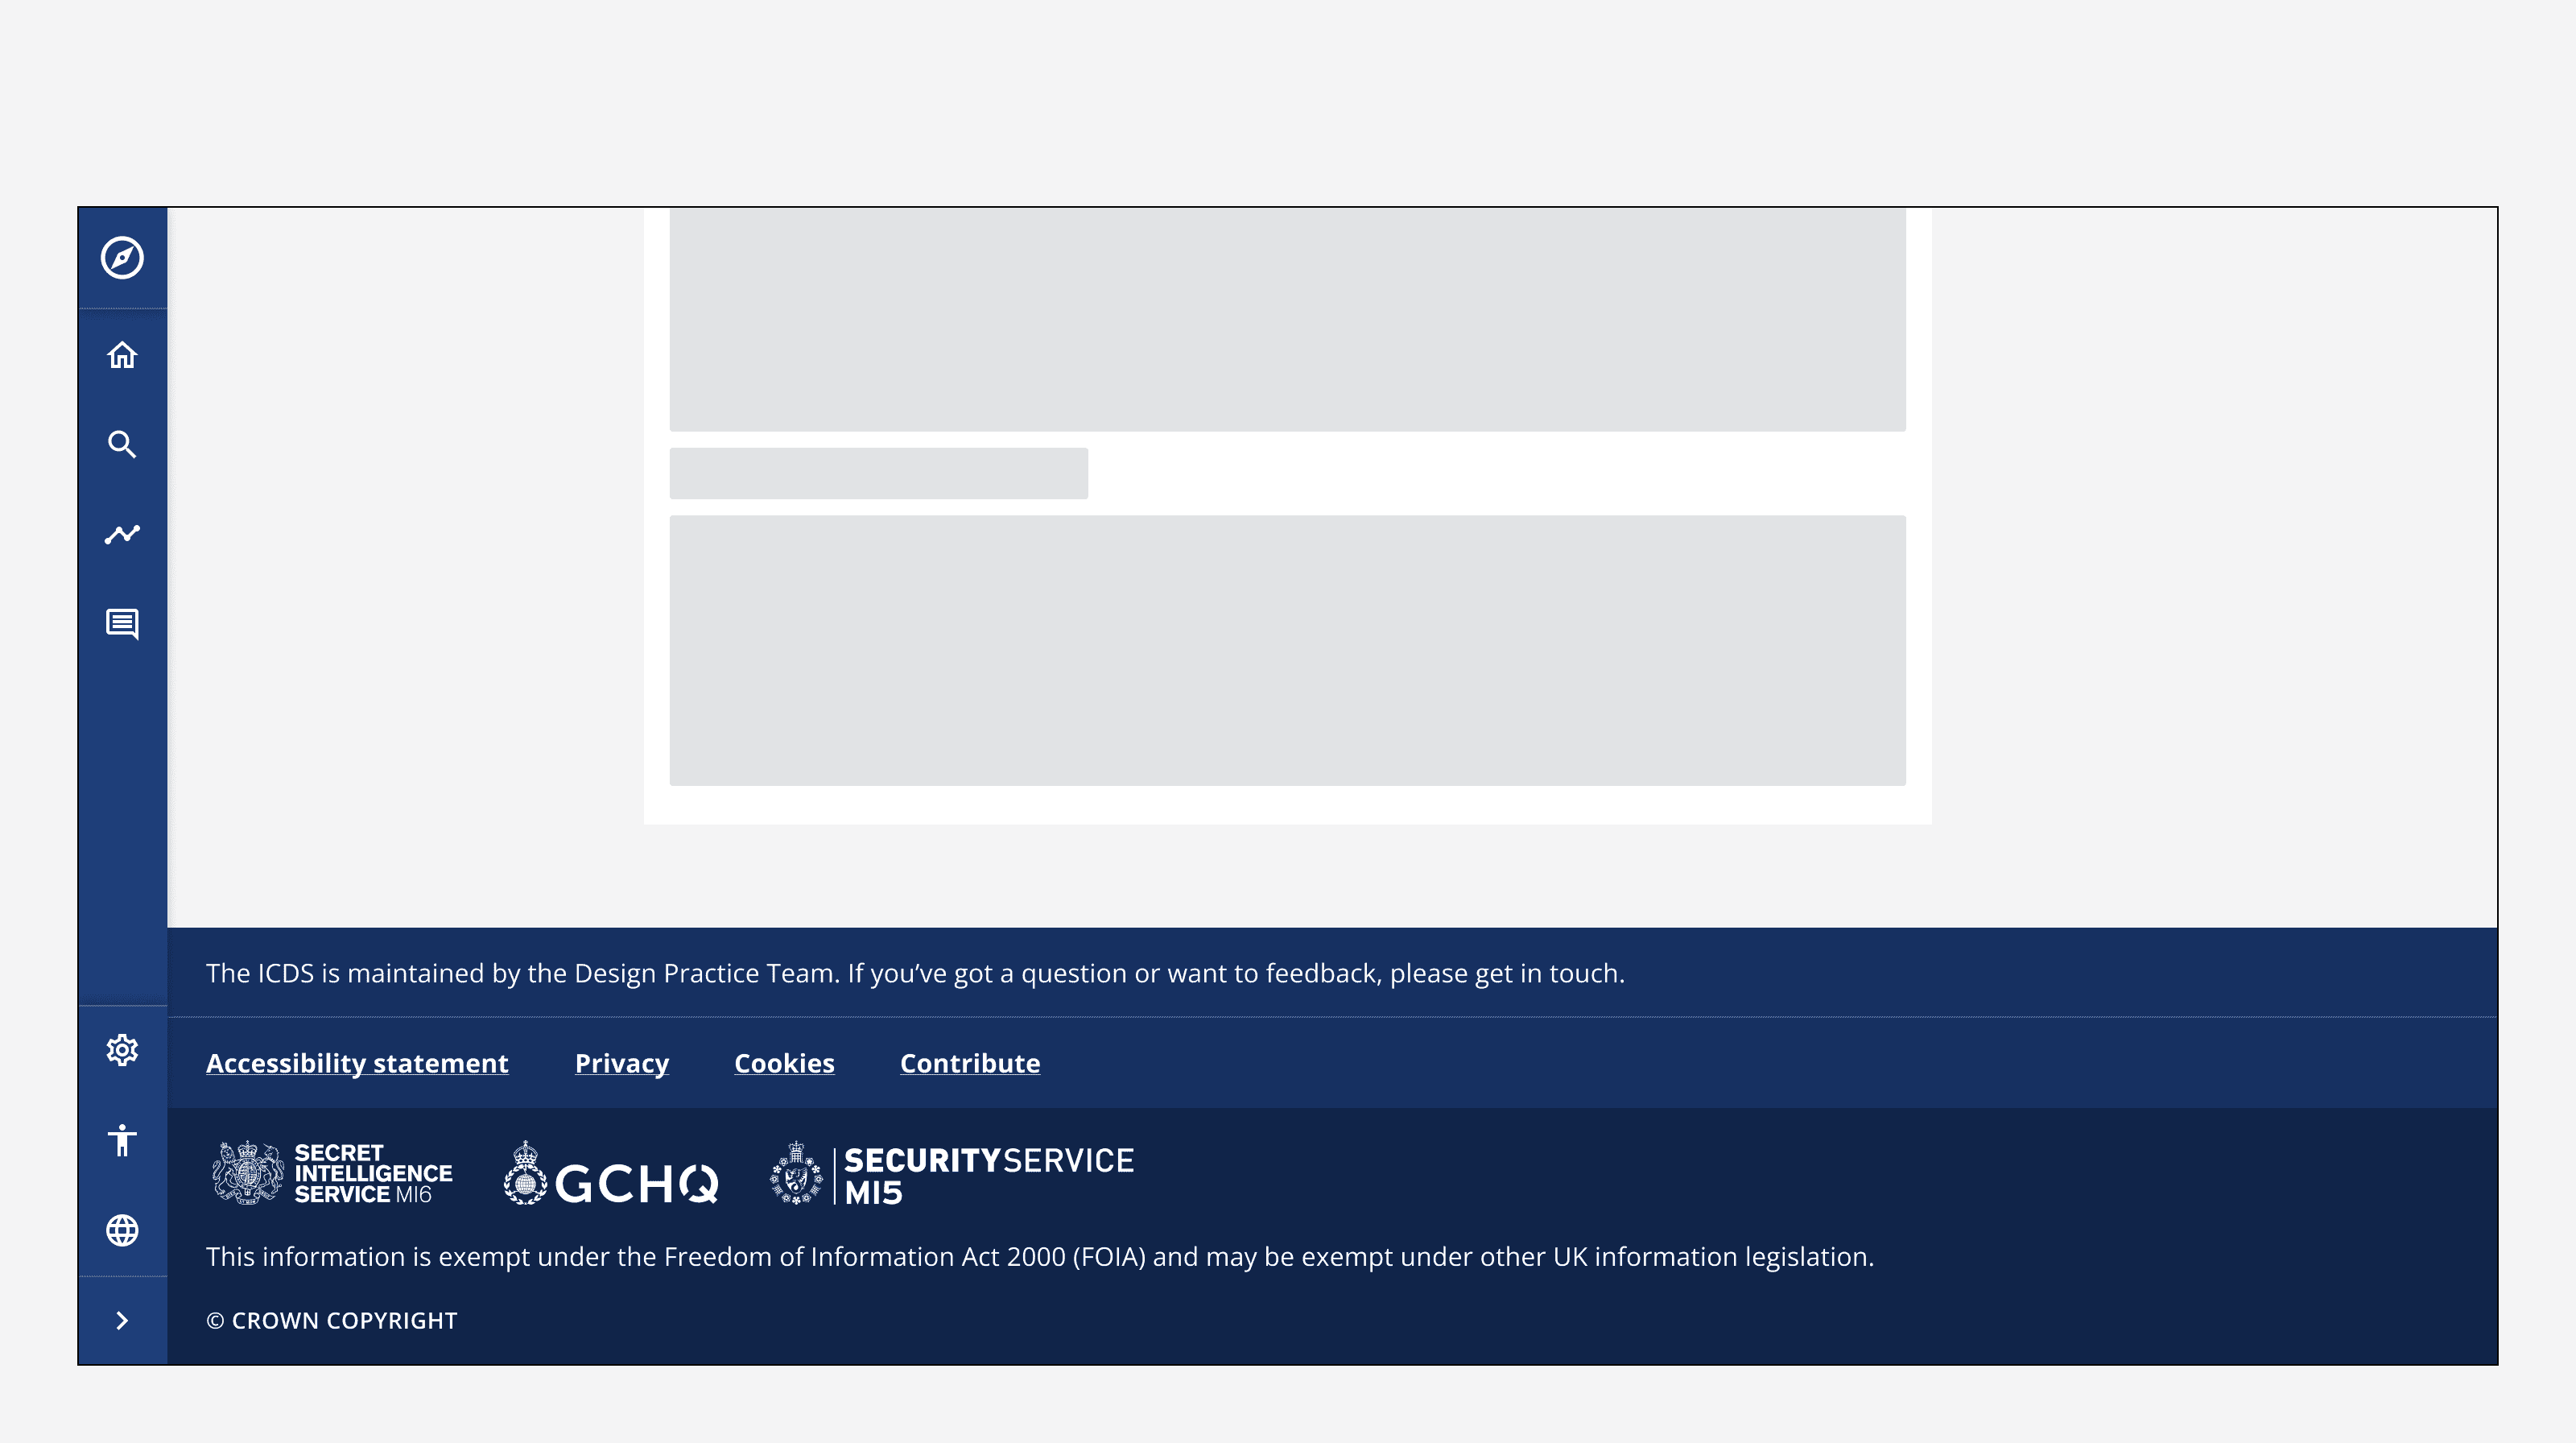 The ICDS is maintained by the Design Practice Team. If you’ve got a question or want to feedback, please get in touch.
Accessibility statement Privacy Cookies Contribute
SECRET
INTELLIGENCE
SERVICE MI6
GCHQ
SECURITYSERVICE
MI5
This information is exempt under the Freedom of Information Act 2000 (FOIA) and may be exempt under other UK information legislation.
© CROWN COPYRIGHT